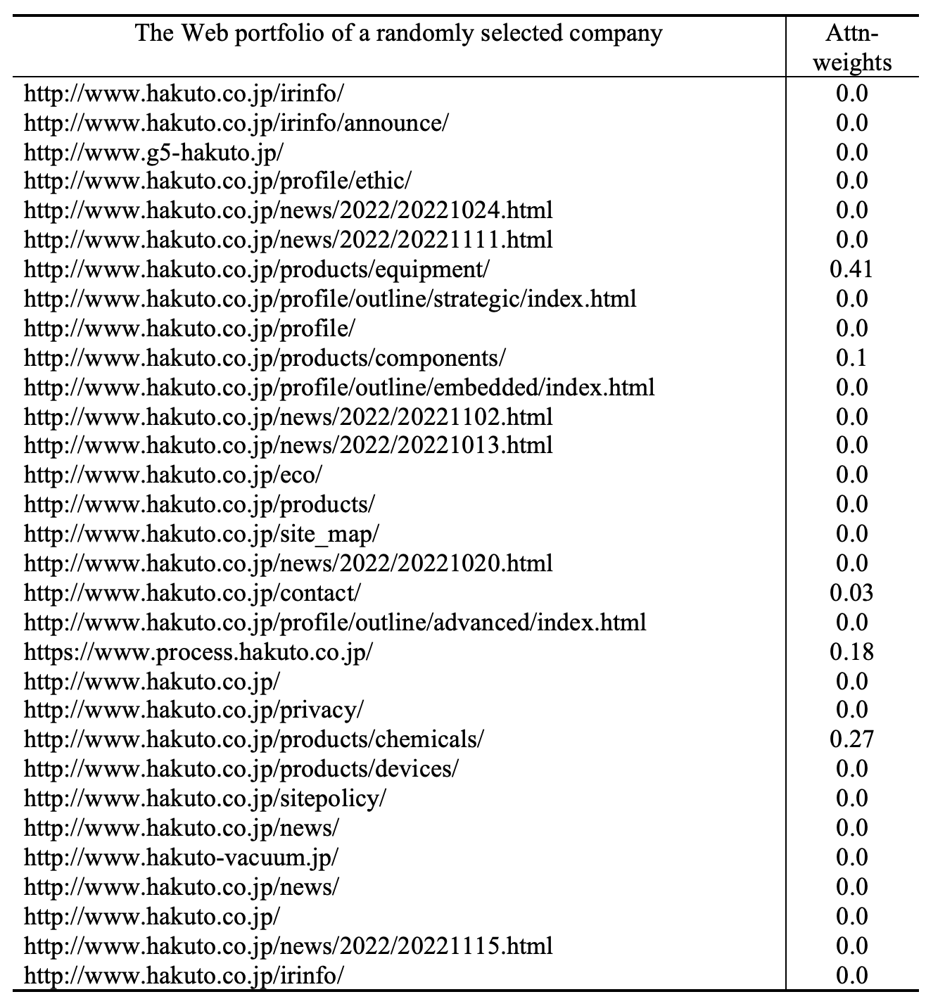 The Web portfolio of a randomly selected company Attn-
weights
http://www.hakuto.co.jp/irinfo/ 0.0
http://www.hakuto.co.jp/irinfo/announce/ 0.0
http://www.g5-hakuto.jp/ 0.0
http://www.hakuto.co.jp/profile/ethic/ 0.0
http://www.hakuto.co.jp/news/2022/20221024.html 0.0
http://www.hakuto.co.jp/news/2022/20221111.html 0.0
http://www.hakuto.co.jp/products/equipment/ 0.41
http://www.hakuto.co.jp/profile/outline/strategic/index.html 0.0
http://www.hakuto.co.jp/profile/ 0.0
http://www.hakuto.co.jp/products/components/ 0.1
http://www.hakuto.co.jp/profile/outline/embedded/index.html 0.0
http://www.hakuto.co.jp/news/2022/20221102.html 0.0
http://www.hakuto.co.jp/news/2022/20221013.html 0.0
http://www.hakuto.co.jp/eco/ 0.0
http://www.hakuto.co.jp/products/ 0.0
http://www.hakuto.co.jp/site_map/ 0.0
http://www.hakuto.co.jp/news/2022/20221020.html 0.0
http://www.hakuto.co.jp/contact/ 0.03
http://www.hakuto.co.jp/profile/outline/advanced/index.html 0.0
https://www.process.hakuto.co.jp/ 0.18
http://www.hakuto.co.jp/ 0.0
http://www.hakuto.co.jp/privacy/ 0.0
http://www.hakuto.co.jp/products/chemicals/ 0.27
http://www.hakuto.co.jp/products/devices/ 0.0
http://www.hakuto.co.jp/sitepolicy/ 0.0
http://www.hakuto.co.jp/news/ 0.0
http://www.hakuto-vacuum.jp/ 0.0
http://www.hakuto.co.jp/news/ 0.0
http://www.hakuto.co.jp/ 0.0
http://www.hakuto.co.jp/news/2022/20221115.html 0.0
http://www.hakuto.co.jp/irinfo/ 0.0